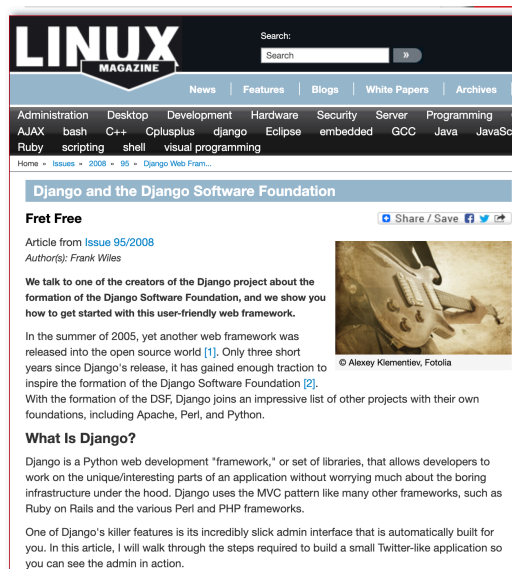 LINUX
MAGAZINE
Search:
Search »
News Features Blogs White Papers Archives
Administration Desktop Development Hardware Security Server Programming
AJAX bash C++ Cplusplus django Eclipse embedded GCC Java JavaSc
Ruby scripting shell visual programming
Home » Issues » 2008 » 95 » Django Web Fram...
Django and the Django Software Foundation
Fret Free
Share / Save
Article from Issue 95/2008
Author(s): Frank Wiles
We talk to one of the creators of the Django project about the
formation of the Django Software Foundation, and we show you
how to get started with this user-friendly web framework.
© Alexey Klementiev, Fotolia
In the summer of 2005, yet another web framework was
released into the open source world [1]. Only three short
years since Django's release, it has gained enough traction to
inspire the formation of the Django Software Foundation [2].
With the formation of the DSF, Django joins an impressive list of other projects with their own
foundations, including Apache, Perl, and Python.
What Is Django?
Django is a Python web development "framework," or set of libraries, that allows developers to
work on the unique/interesting parts of an application without worrying much about the boring
infrastructure under the hood. Django uses the MVC pattern like many other frameworks, such as
Ruby on Rails and the various Perl and PHP frameworks.
One of Django's killer features is its incredibly slick admin interface that is automatically built for
you. In this article, I will walk through the steps required to build a small Twitter-like application so
you can see the admin in action.